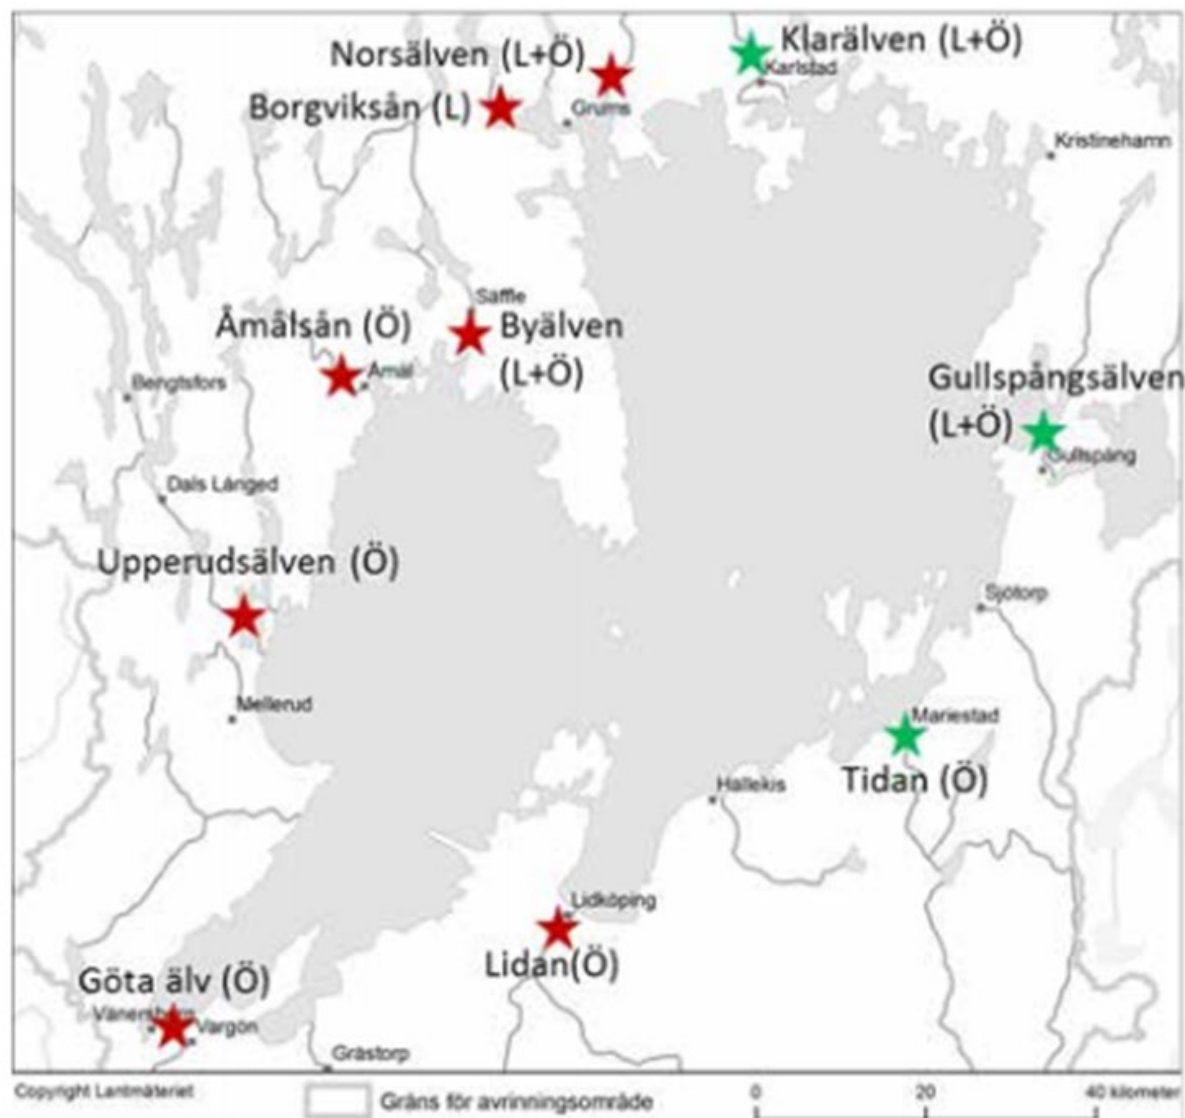 Klarälven (L+Ö)
Norsälven (L+Ö)
Karlstad
Borgviksån (L)
Grums
Kristinehamn
Säffle
Åmålsån (Ö)
Byälven
(L+Ö)
Åmål
Bengtsfors
Gullspångsälven
(L+Ö)
Gullspång
Dals Långed
Upperudsälven (Ö)
Sjötorp
Mellerud
Mariestad
Tidan (Ö)
Hällekis
Lidköping
Lidan(Ö)
Göta älv (Ö)
Vänersborg
Vargön
Grästorp
Copyright Lantmäteriet
Gräns för avrinningsområde
0 20 40 kilometer